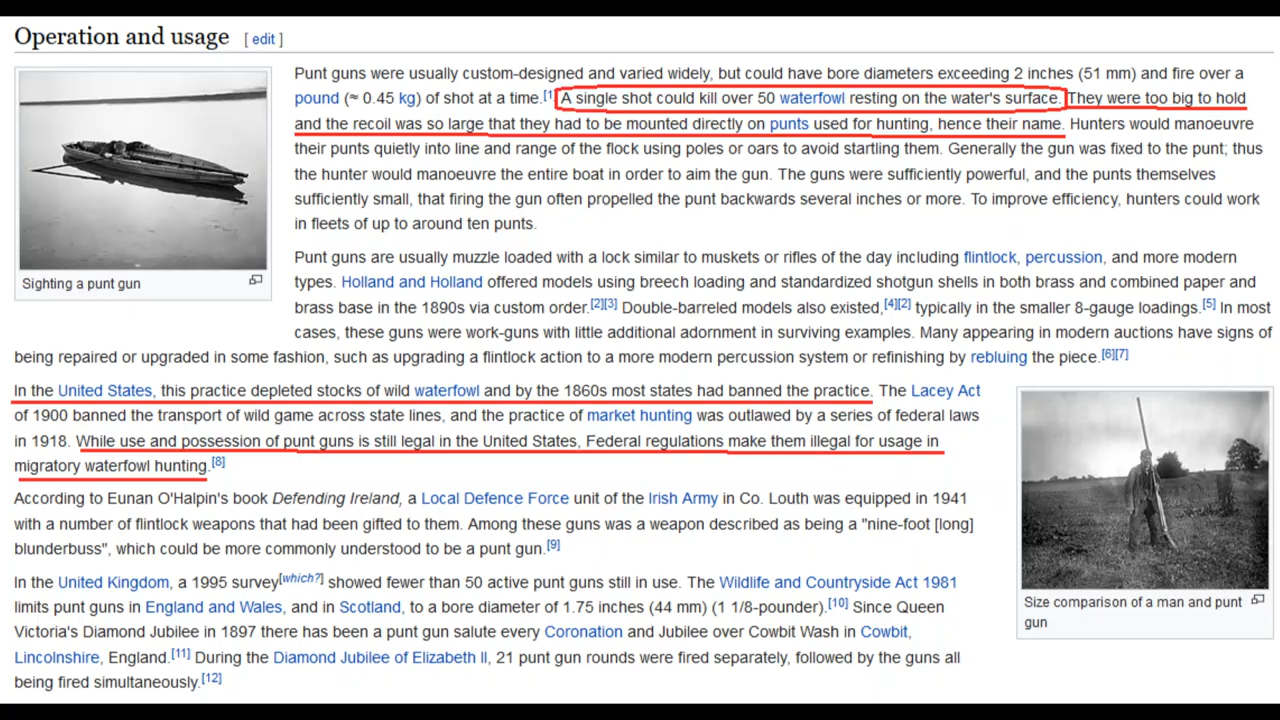 Operation and usage [ edit ]
Punt guns were usually custom-designed and varied widely, but could have bore diameters exceeding 2 inches (51 mm) and fire over a
pound (≈ 0.45 kg) of shot at a time.[1 A single shot could kill over 50 waterfowl resting on the water's surface. They were too big to hold
and the recoil was so large that they had to be mounted directly on punts used for hunting, hence their name. Hunters would manoeuvre
their punts quietly into line and range of the flock using poles or oars to avoid startling them. Generally the gun was fixed to the punt; thus
the hunter would manoeuvre the entire boat in order to aim the gun. The guns were sufficiently powerful, and the punts themselves
sufficiently small, that firing the gun often propelled the punt backwards several inches or more. To improve efficiency, hunters could work
in fleets of up to around ten punts.
Sighting a punt gun
Punt guns are usually muzzle loaded with a lock similar to muskets or rifles of the day including flintlock, percussion, and more modern
types. Holland and Holland offered models using breech loading and standardized shotgun shells in both brass and combined paper and
brass base in the 1890s via custom order.[2][3] Double-barreled models also existed,[4][2] typically in the smaller 8-gauge loadings.[5] In most
cases, these guns were work-guns with little additional adornment in surviving examples. Many appearing in modern auctions have signs of
being repaired or upgraded in some fashion, such as upgrading a flintlock action to a more modern percussion system or refinishing by rebluing the piece.[6][7]
In the United States, this practice depleted stocks of wild waterfowl and by the 1860s most states had banned the practice. The Lacey Act
of 1900 banned the transport of wild game across state lines, and the practice of market hunting was outlawed by a series of federal laws
in 1918. While use and possession of punt guns is still legal in the United States, Federal regulations make them illegal for usage in
migratory waterfowl hunting.[8]
According to Eunan O'Halpin's book Defending Ireland, a Local Defence Force unit of the Irish Army in Co. Louth was equipped in 1941
with a number of flintlock weapons that had been gifted to them. Among these guns was a weapon described as being a "nine-foot [long]
blunderbuss", which could be more commonly understood to be a punt gun.[9]
In the United Kingdom, a 1995 survey[which?] showed fewer than 50 active punt guns still in use. The Wildlife and Countryside Act 1981
limits punt guns in England and Wales, and in Scotland, to a bore diameter of 1.75 inches (44 mm) (1 1/8-pounder).[10] Since Queen
Victoria's Diamond Jubilee in 1897 there has been a punt gun salute every Coronation and Jubilee over Cowbit Wash in Cowbit,
Lincolnshire, England.[11] During the Diamond Jubilee of Elizabeth II, 21 punt gun rounds were fired separately, followed by the guns all
being fired simultaneously.[12]
Size comparison of a man and punt
gun